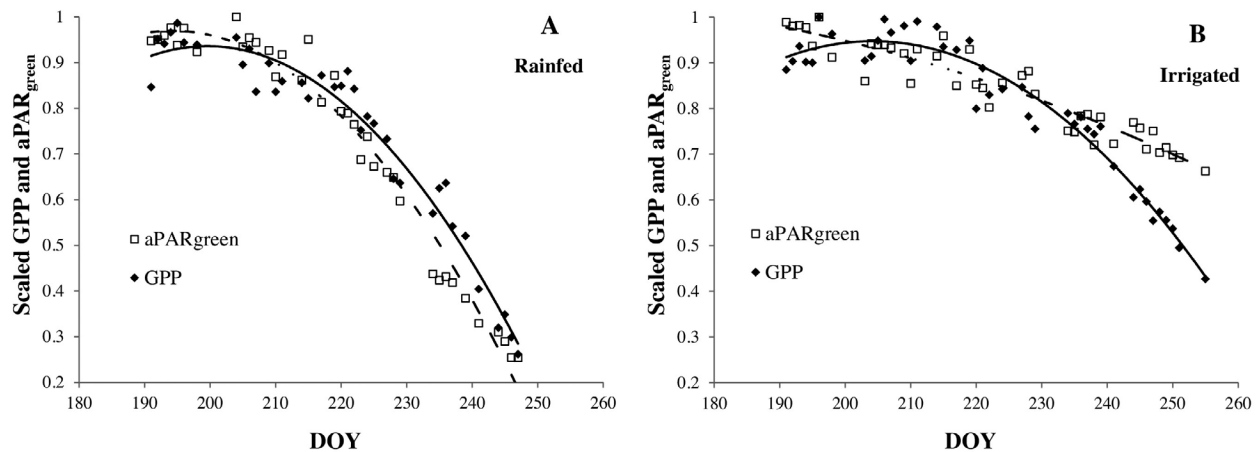 A
Rainfed
Scaled GPP and aPARgreen
1
0.9
0.8
0.7
0.6
0.5
0.4
0.3
0.2
aPARgreen
GPP
180 190 200 210 220 230 240 250 260
DOY
B
Irrigated
Scaled GPP and aPARgreen
1
0.9
0.8
0.7
0.6
0.5
0.4
0.3
0.2
aPARgreen
GPP
180 190 200 210 220 230 240 250 260
DOY